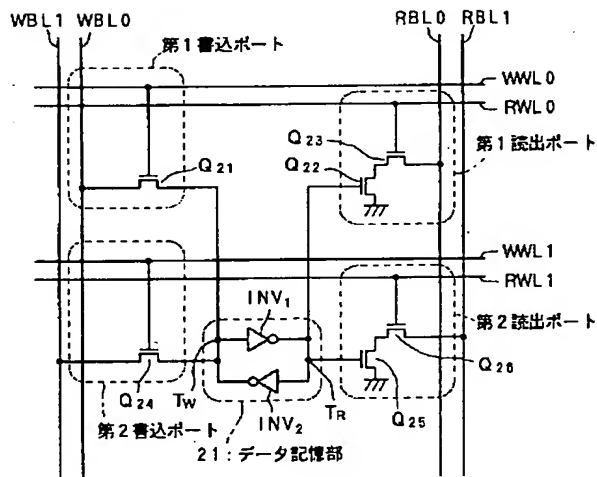 WBL1 WBL0
RBL0 RBL1
第1書込ポート
WWL0
RWL0
Q23
Q22
第1読出ポート
Q21
WWL1
RWL1
INV1
第2読出ポート
Q24
TW
INV2
TR
Q25
Q26
第2書込ポート
21:データ記憶部